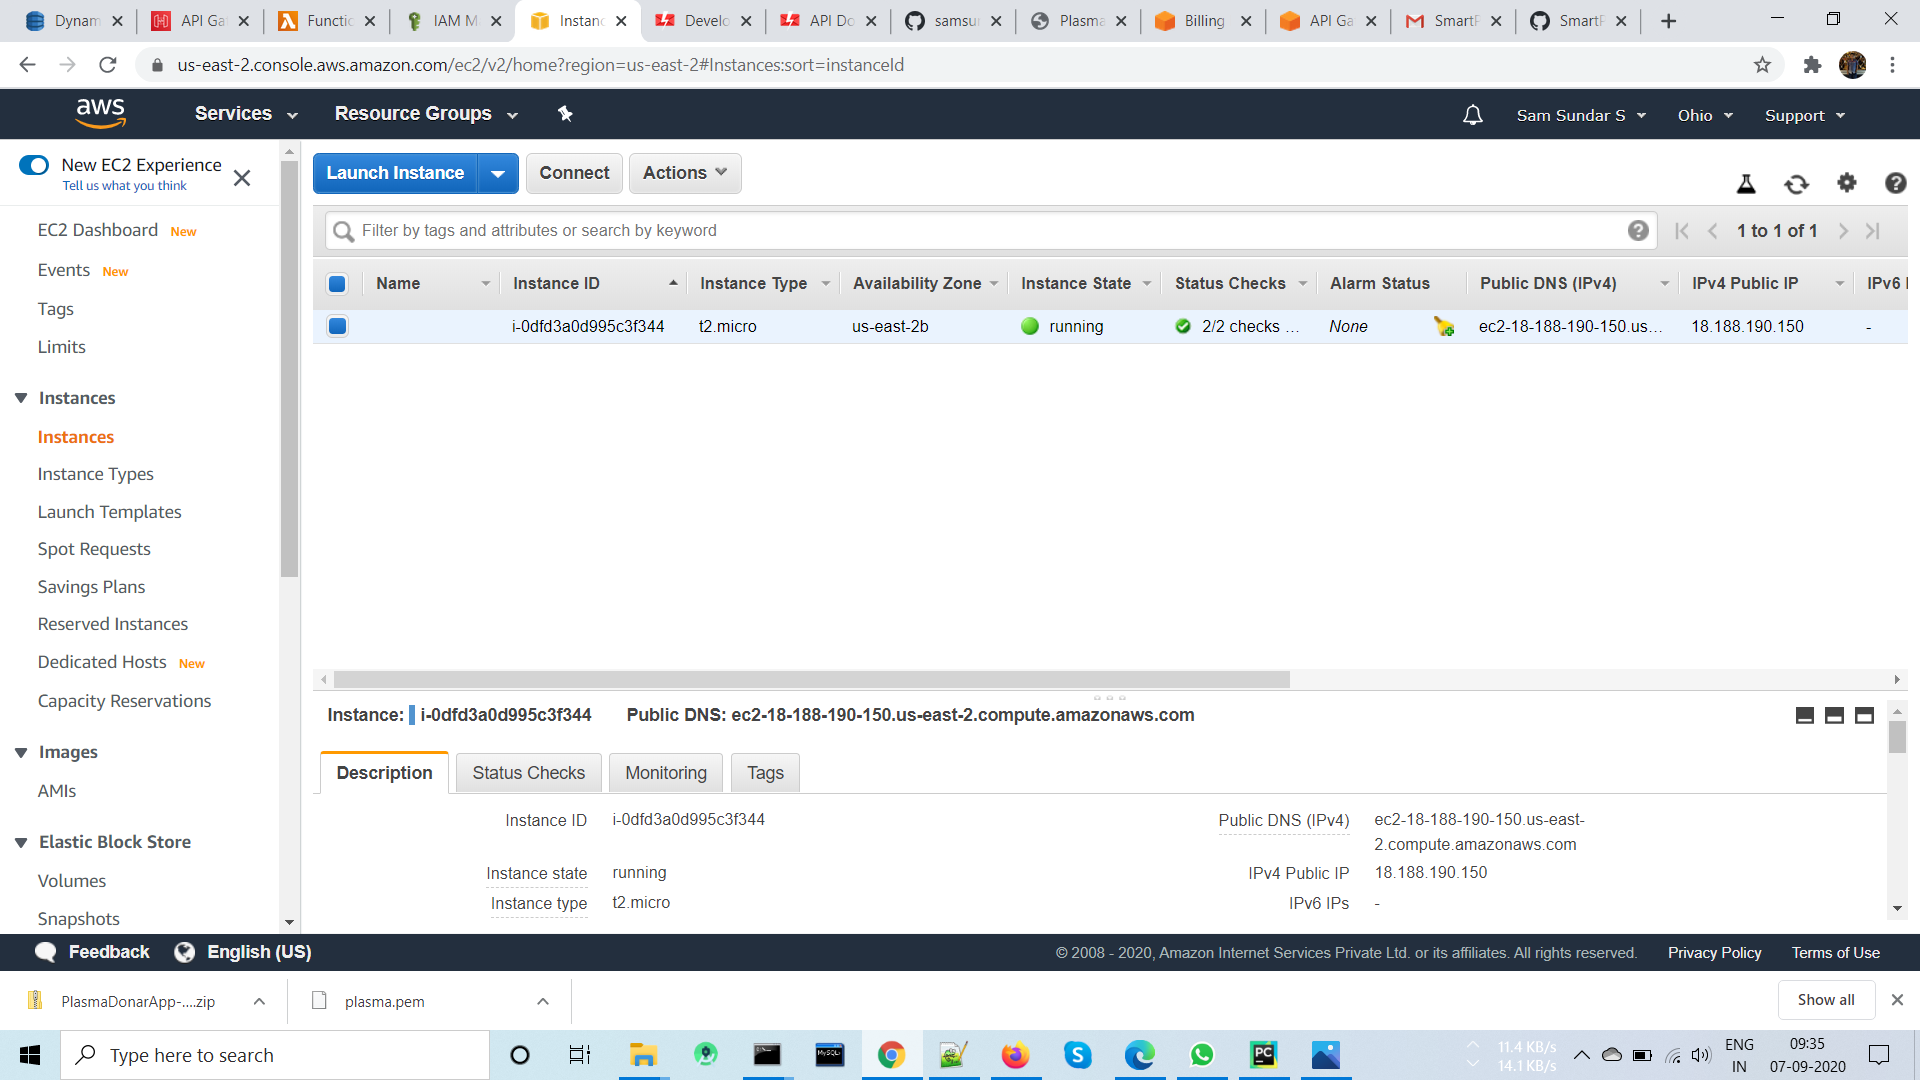 Dynam
API Ga
Functio
IAM M
Instanc
Develo
API Do
samsu
Plasma
Billing
API Ga
SmartP
SmartP
us-east-2.console.aws.amazon.com/ec2/v2/home?region=us-east-2#Instances:sort=instanceId
aws
Services
Resource Groups
Sam Sundar S
Ohio
Support
New EC2 Experience
Tell us what you think
EC2 Dashboard New
Events New
Tags
Limits
Instances
Instances
Instance Types
Launch Templates
Spot Requests
Savings Plans
Reserved Instances
Dedicated Hosts New
Capacity Reservations
Images
AMIs
Elastic Block Store
Volumes
Snapshots
Launch Instance
Connect
Actions
Filter by tags and attributes or search by keyword
1 to 1 of 1
Name
Instance ID
Instance Type
Availability Zone
Instance State
Status Checks
Alarm Status
Public DNS (IPv4)
IPv4 Public IP
IPv6 I
i-0dfd3a0d995c3f344
t2.micro
us-east-2b
running
2/2 checks ...
None
ec2-18-188-190-150.us...
18.188.190.150
-
Instance: i-0dfd3a0d995c3f344
Public DNS: ec2-18-188-190-150.us-east-2.compute.amazonaws.com
Description
Status Checks
Monitoring
Tags
Instance ID i-0dfd3a0d995c3f344
Instance state running
Instance type t2.micro
Public DNS (IPv4) ec2-18-188-190-150.us-east-
2.compute.amazonaws.com
IPv4 Public IP 18.188.190.150
IPv6 IPs -
Feedback
English (US)
© 2008 - 2020, Amazon Internet Services Private Ltd. or its affiliates. All rights reserved.
Privacy Policy
Terms of Use
PlasmaDonarApp-....zip
plasma.pem
Show all
Type here to search
MySQL
PC
11.4 KB/s
14.1 KB/s
ENG
IN
09:35
07-09-2020